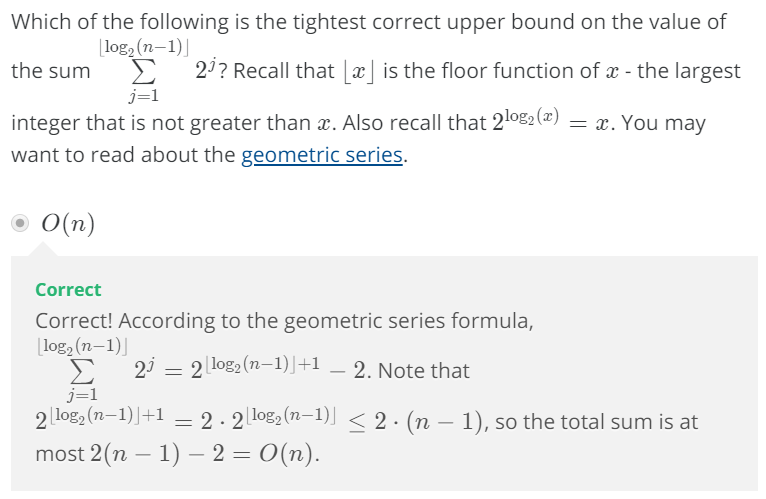 Which of the following is the tightest correct upper bound on the value of
the sum $\sum_{j=1}^{\lfloor \log_2(n-1) \rfloor} 2^j$? Recall that $\lfloor x \rfloor$ is the floor function of $x$ - the largest
integer that is not greater than $x$. Also recall that $2^{\log_2(x)} = x$. You may
want to read about the geometric series.
$O(n)$
Correct
Correct! According to the geometric series formula,
$\sum_{j=1}^{\lfloor \log_2(n-1) \rfloor} 2^j = 2^{\lfloor \log_2(n-1) \rfloor + 1} - 2$. Note that
$2^{\lfloor \log_2(n-1) \rfloor + 1} = 2 \cdot 2^{\lfloor \log_2(n-1) \rfloor} \leq 2 \cdot (n-1)$, so the total sum is at
most $2(n-1) - 2 = O(n)$.